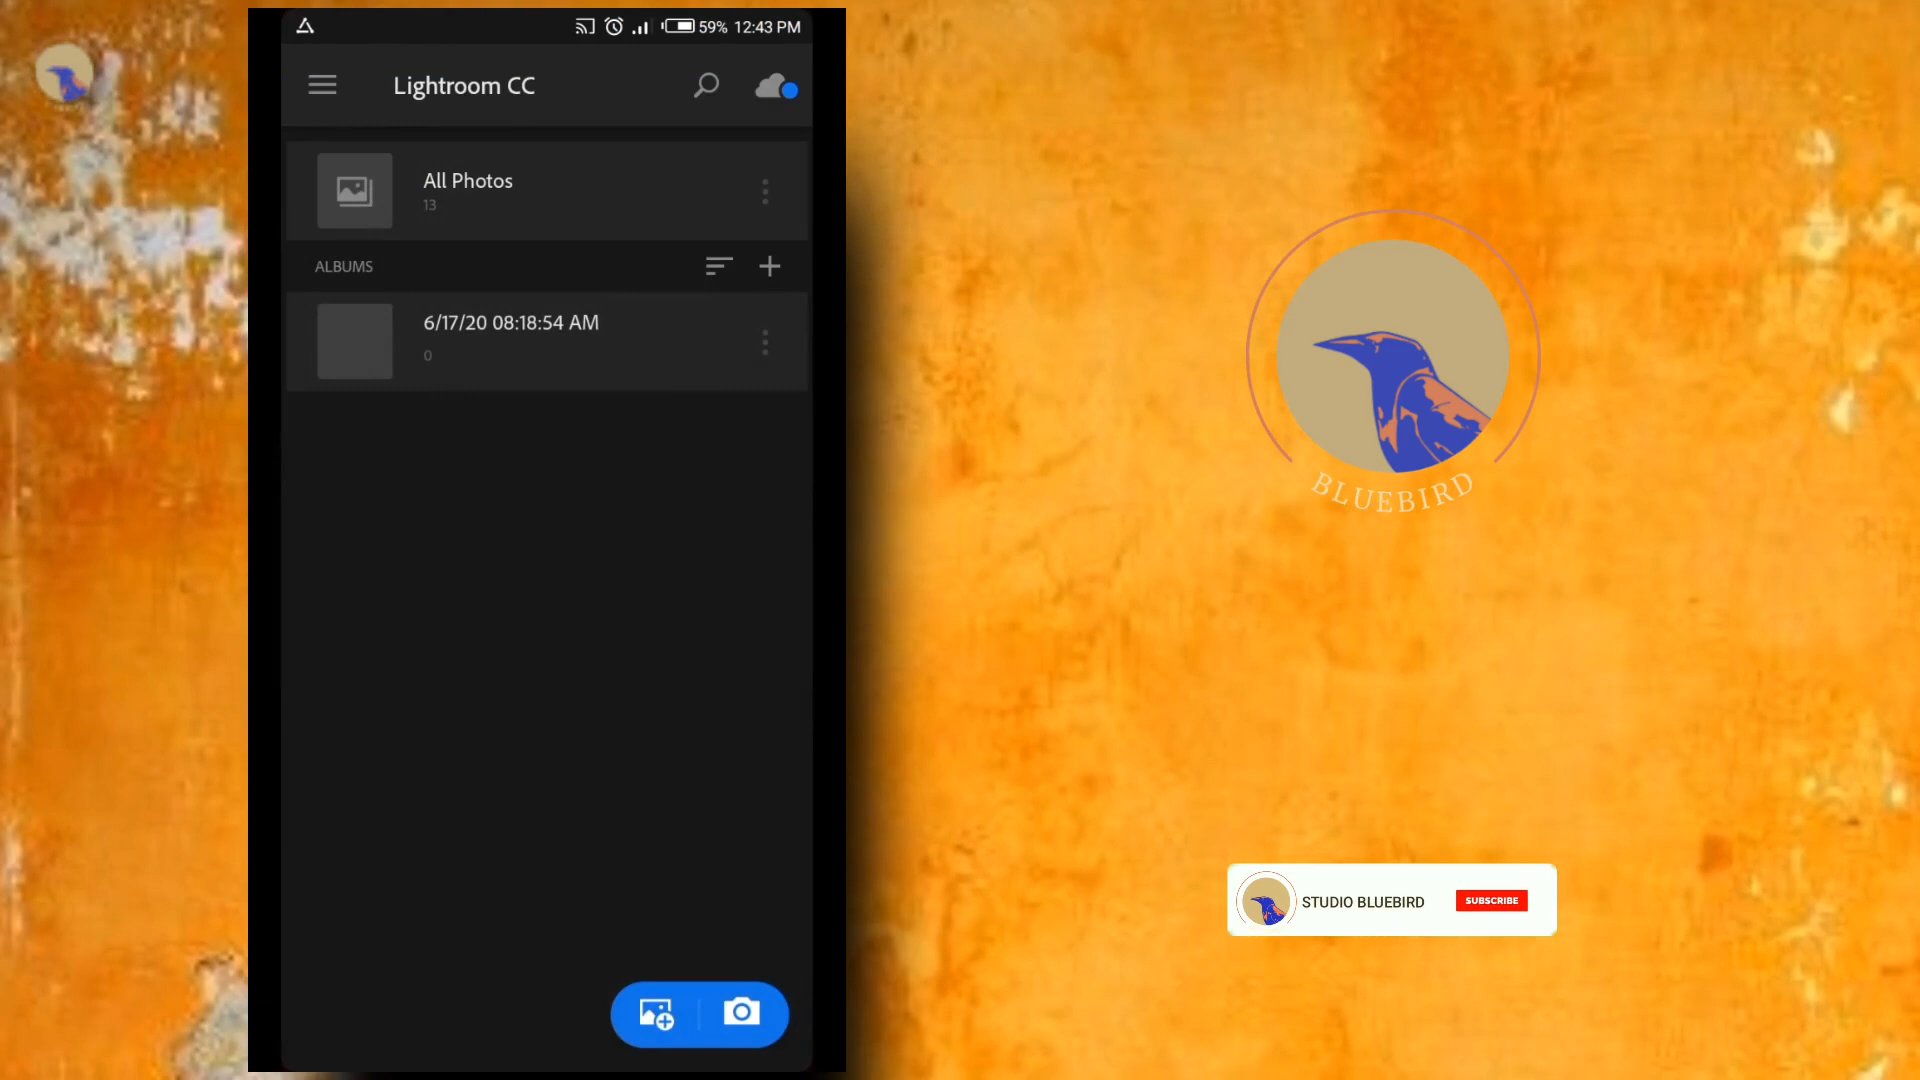 59% 12:43 PM
Lightroom CC
All Photos
13
ALBUMS
6/17/20 08:18:54 AM
0
BLUEBIRD
STUDIO BLUEBIRD
SUBSCRIBE